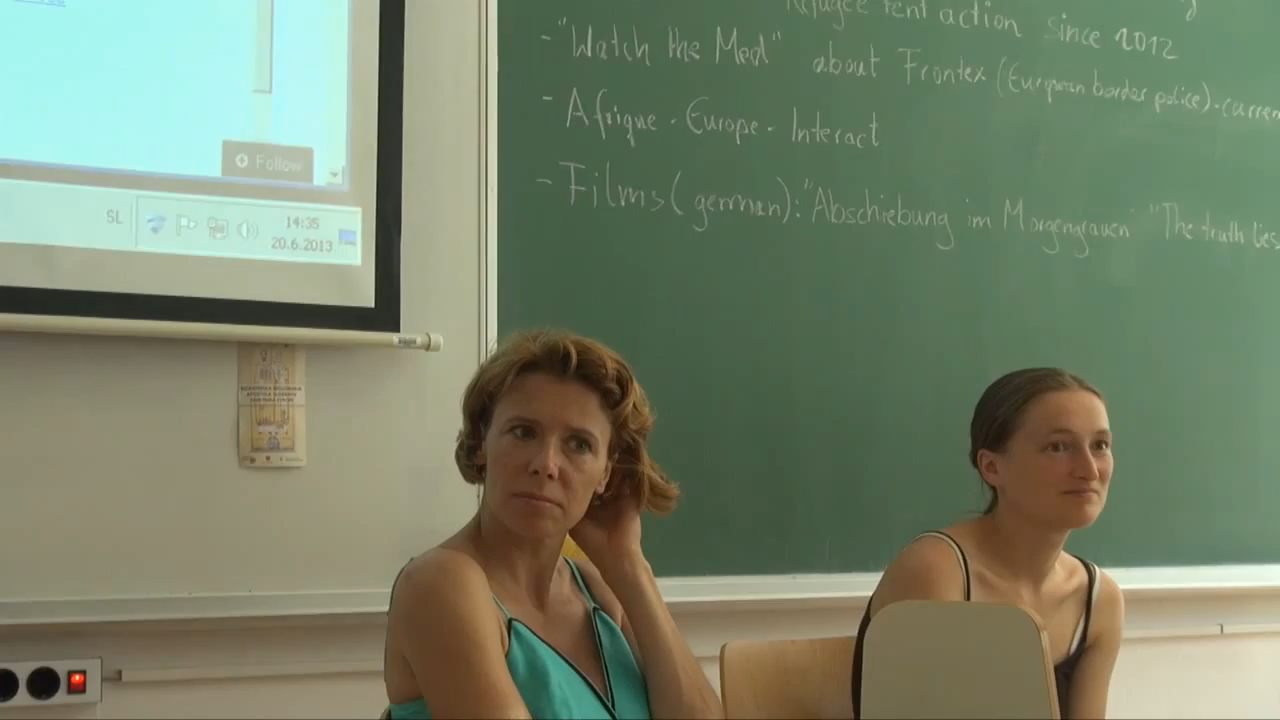 Refugee tent action since 2012
- "Watch the Med" about Frontex (European border police) - curren
- Afrique - Europe - Interact
- Films (german): "Abschiebung im Morgengrauen" "The truth lies
Follow
SL
14:35
20.6.2013